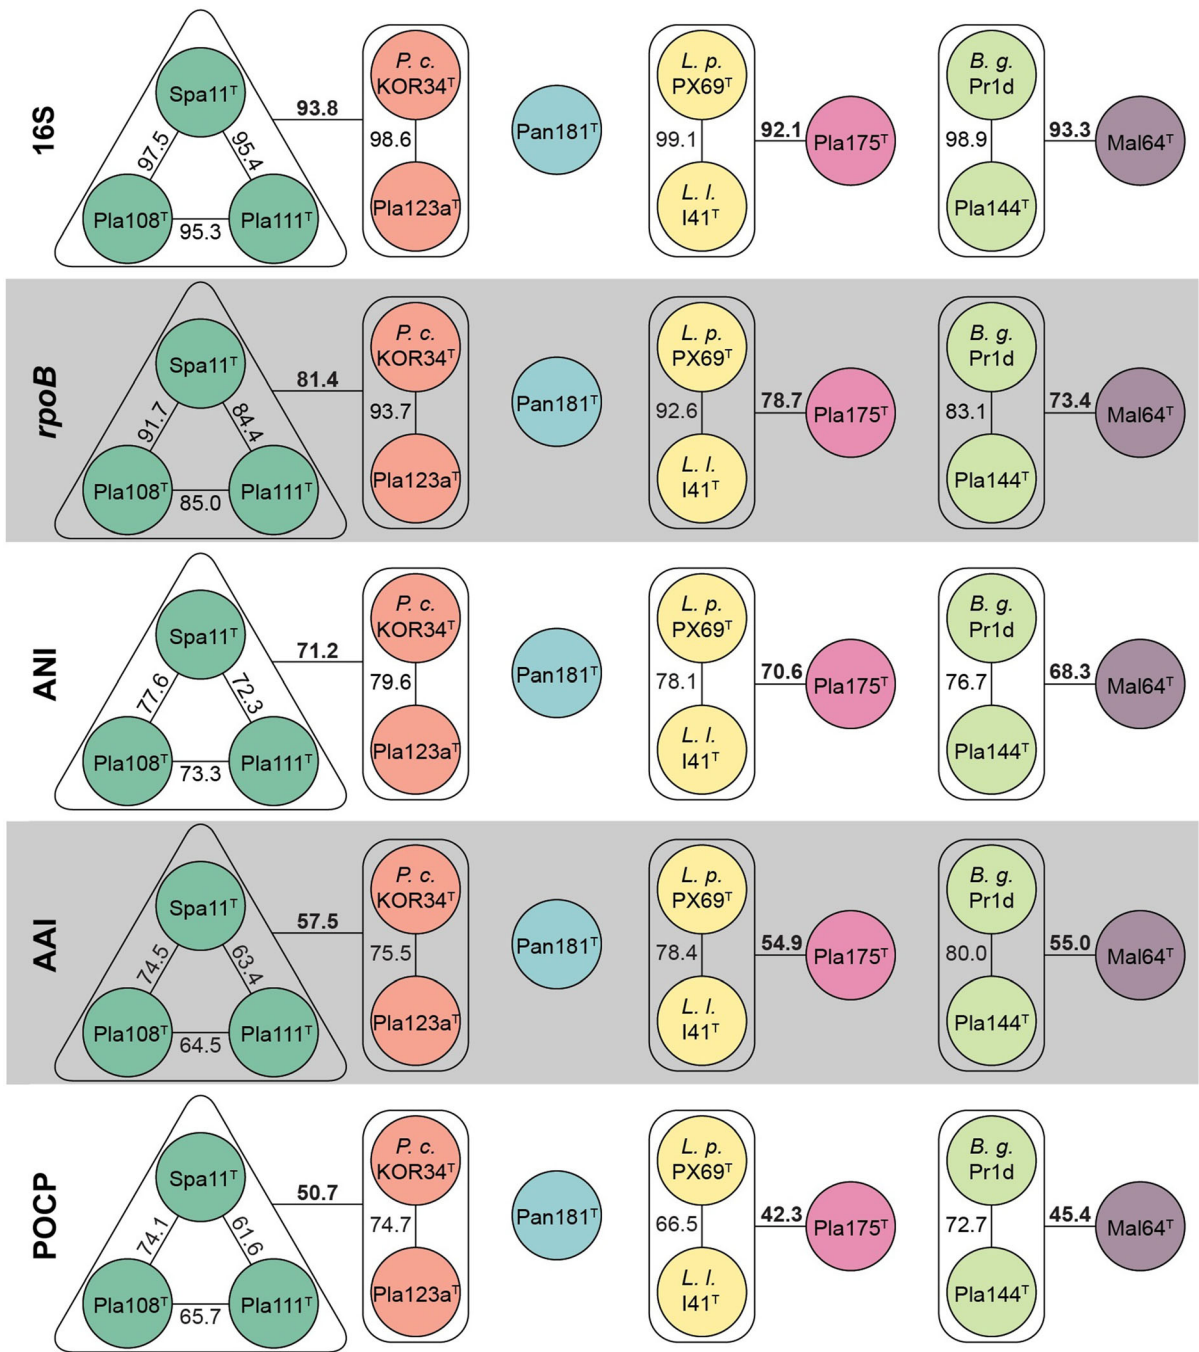 16S
Spa11ᵀ
97.5
95.4
Pla108ᵀ
95.3
Pla111ᵀ
93.8
P. c.
KOR34ᵀ
98.6
Pla123aᵀ
Pan181ᵀ
L. p.
PX69ᵀ
99.1
L. l.
I41ᵀ
92.1
Pla175ᵀ
B. g.
Pr1d
98.9
Pla144ᵀ
93.3
Mal64ᵀ
rpoB
Spa11ᵀ
91.7
84.4
Pla108ᵀ
85.0
Pla111ᵀ
81.4
P. c.
KOR34ᵀ
93.7
Pla123aᵀ
Pan181ᵀ
L. p.
PX69ᵀ
92.6
L. l.
I41ᵀ
78.7
Pla175ᵀ
B. g.
Pr1d
83.1
Pla144ᵀ
73.4
Mal64ᵀ
ANI
Spa11ᵀ
77.6
72.3
Pla108ᵀ
73.3
Pla111ᵀ
71.2
P. c.
KOR34ᵀ
79.6
Pla123aᵀ
Pan181ᵀ
L. p.
PX69ᵀ
78.1
L. l.
I41ᵀ
70.6
Pla175ᵀ
B. g.
Pr1d
76.7
Pla144ᵀ
68.3
Mal64ᵀ
AAI
Spa11ᵀ
74.5
63.4
Pla108ᵀ
64.5
Pla111ᵀ
57.5
P. c.
KOR34ᵀ
75.5
Pla123aᵀ
Pan181ᵀ
L. p.
PX69ᵀ
78.4
L. l.
I41ᵀ
54.9
Pla175ᵀ
B. g.
Pr1d
80.0
Pla144ᵀ
55.0
Mal64ᵀ
POCP
Spa11ᵀ
74.1
61.6
Pla108ᵀ
65.7
Pla111ᵀ
50.7
P. c.
KOR34ᵀ
74.7
Pla123aᵀ
Pan181ᵀ
L. p.
PX69ᵀ
66.5
L. l.
I41ᵀ
42.3
Pla175ᵀ
B. g.
Pr1d
72.7
Pla144ᵀ
45.4
Mal64ᵀ